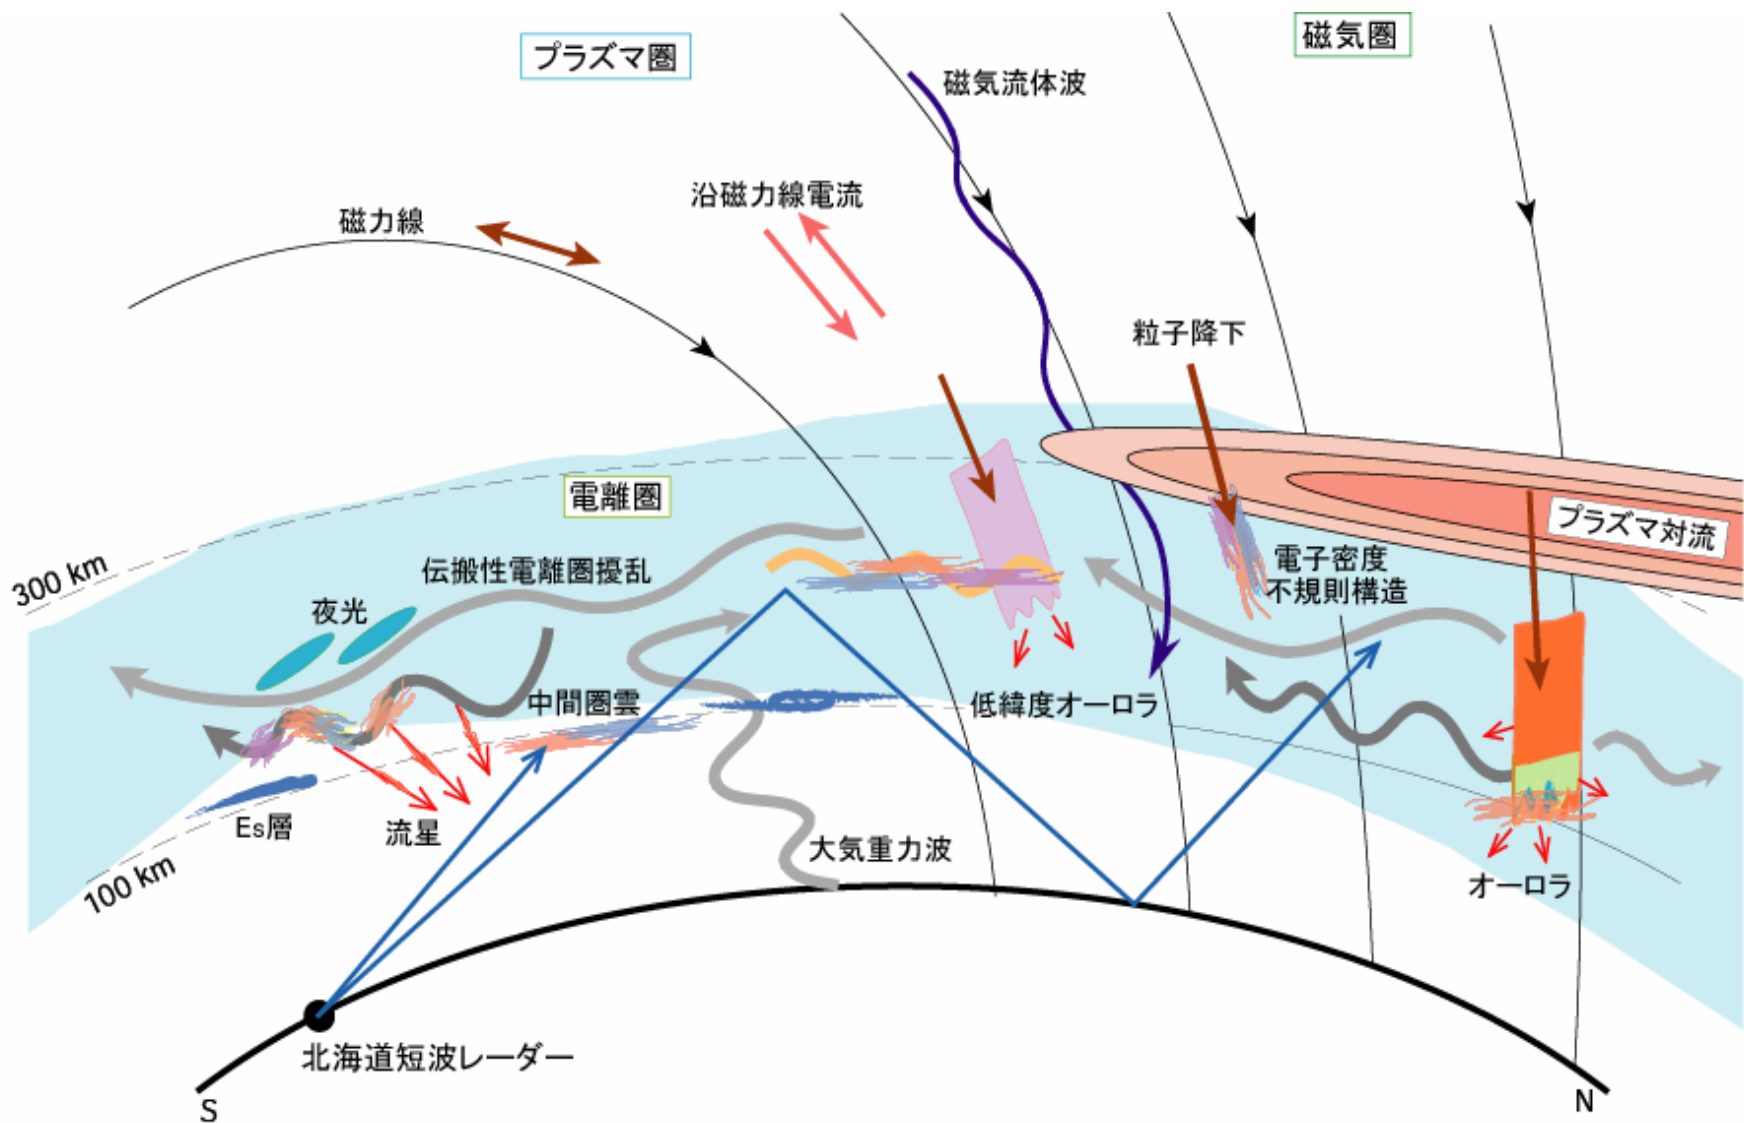 プラズマ圏
磁気圏
磁気流体波
沿磁力線電流
磁力線
粒子降下
電離圏
プラズマ対流
300 km
伝搬性電離圏擾乱
電子密度
不規則構造
夜光
中間圏雲
低緯度オーロラ
Es層
流星
大気重力波
100 km
オーロラ
北海道短波レーダー
S
N